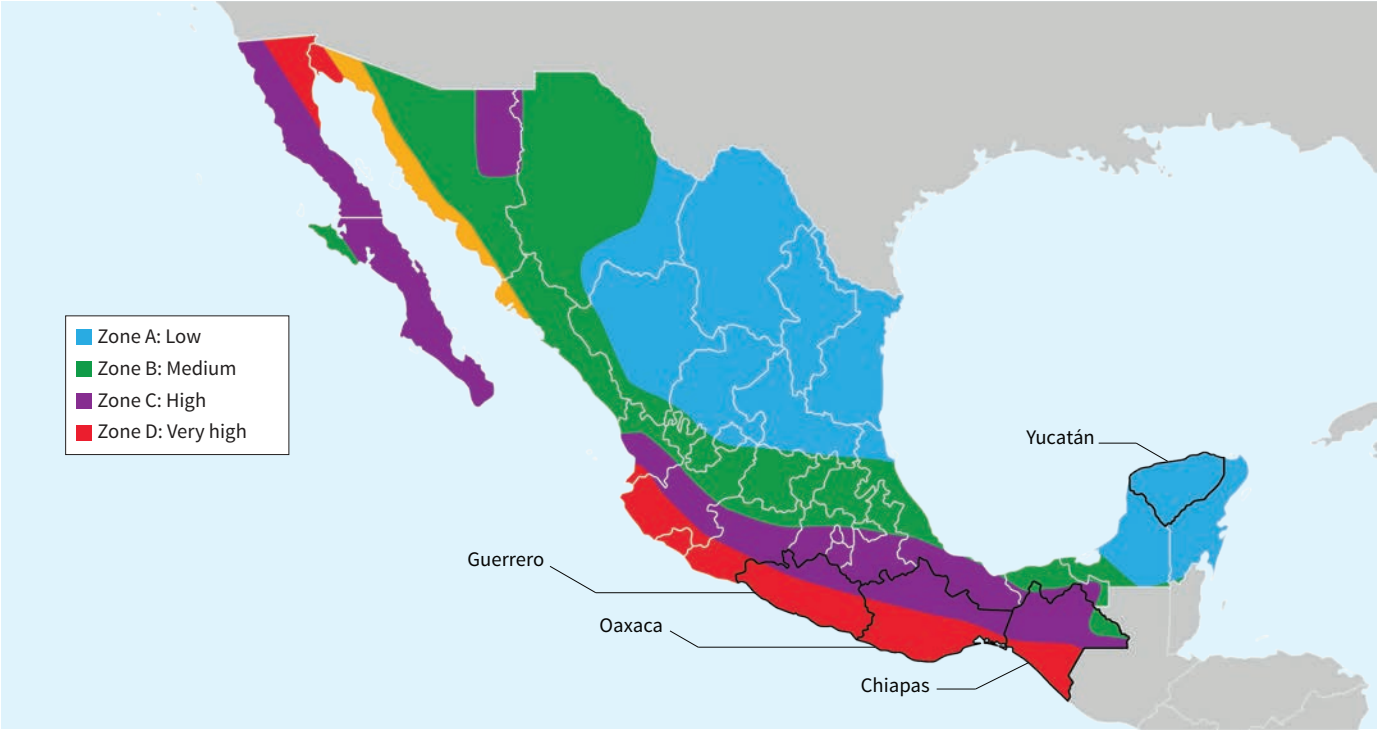 Zone A: Low
Zone B: Medium
Zone C: High
Zone D: Very high
Yucatán
Guerrero
Oaxaca
Chiapas